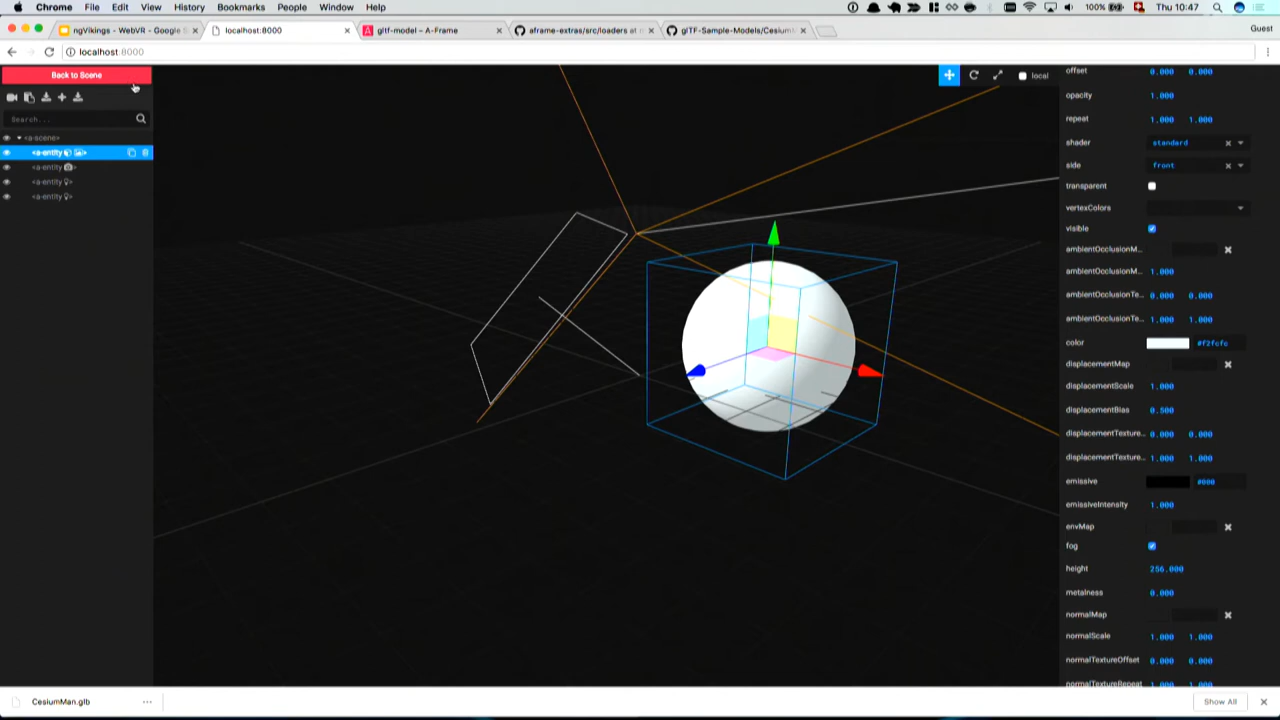 Chrome File Edit View History Bookmarks People Window Help
100% Thu 10:47
ngVikings - WebVR - Google S
localhost:8000
gltf-model – A-Frame
aframe-extras/src/loaders at
glTF-Sample-Models/Cesium
Guest
localhost:8000
Back to Scene
local
Search...
<a-scene>
<a-entity >
<a-entity >
<a-entity >
<a-entity >
offset 0.000 0.000
opacity 1.000
repeat 1.000 1.000
shader standard
side front
transparent
vertexColors
visible
ambientOcclusionM...
ambientOcclusionM... 1.000
ambientOcclusionTe... 0.000 0.000
ambientOcclusionTe... 1.000 1.000
color #f2fcfc
displacementMap
displacementScale 1.000
displacementBias 0.500
displacementTexture... 0.000 0.000
displacementTexture... 1.000 1.000
emissive #000
emissiveIntensity 1.000
envMap
fog
height 256.000
metalness 0.000
normalMap
normalScale 1.000 1.000
normalTextureOffset 0.000 0.000
normalTextureRepeat 1.000 1.000
CesiumMan.glb
Show All